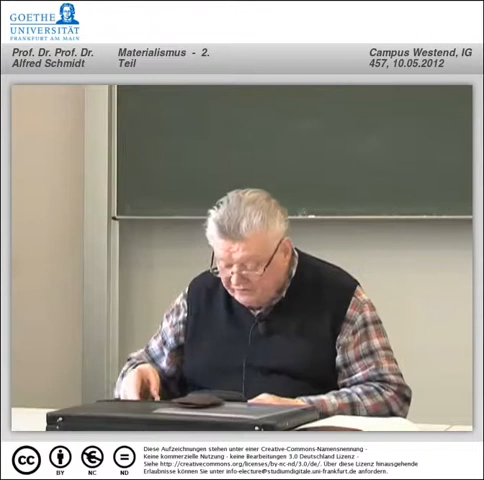 GOETHE
UNIVERSITÄT
FRANKFURT AM MAIN
Prof. Dr. Prof. Dr.
Alfred Schmidt
Materialismus - 2.
Teil
Campus Westend, IG
457, 10.05.2012
cc
BY
NC
ND
Diese Aufzeichnungen stehen unter einer Creative-Commons-Namensnennung -
Keine kommerzielle Nutzung - keine Bearbeitungen 3.0 Deutschland Lizenz -
Siehe http://creativecommons.org/licenses/by-nc-nd/3.0/de/. Über diese Lizenz hinausgehende
Erlaubnisse können Sie unter info-electure@studiumdigitale.uni-frankfurt.de anfordern.